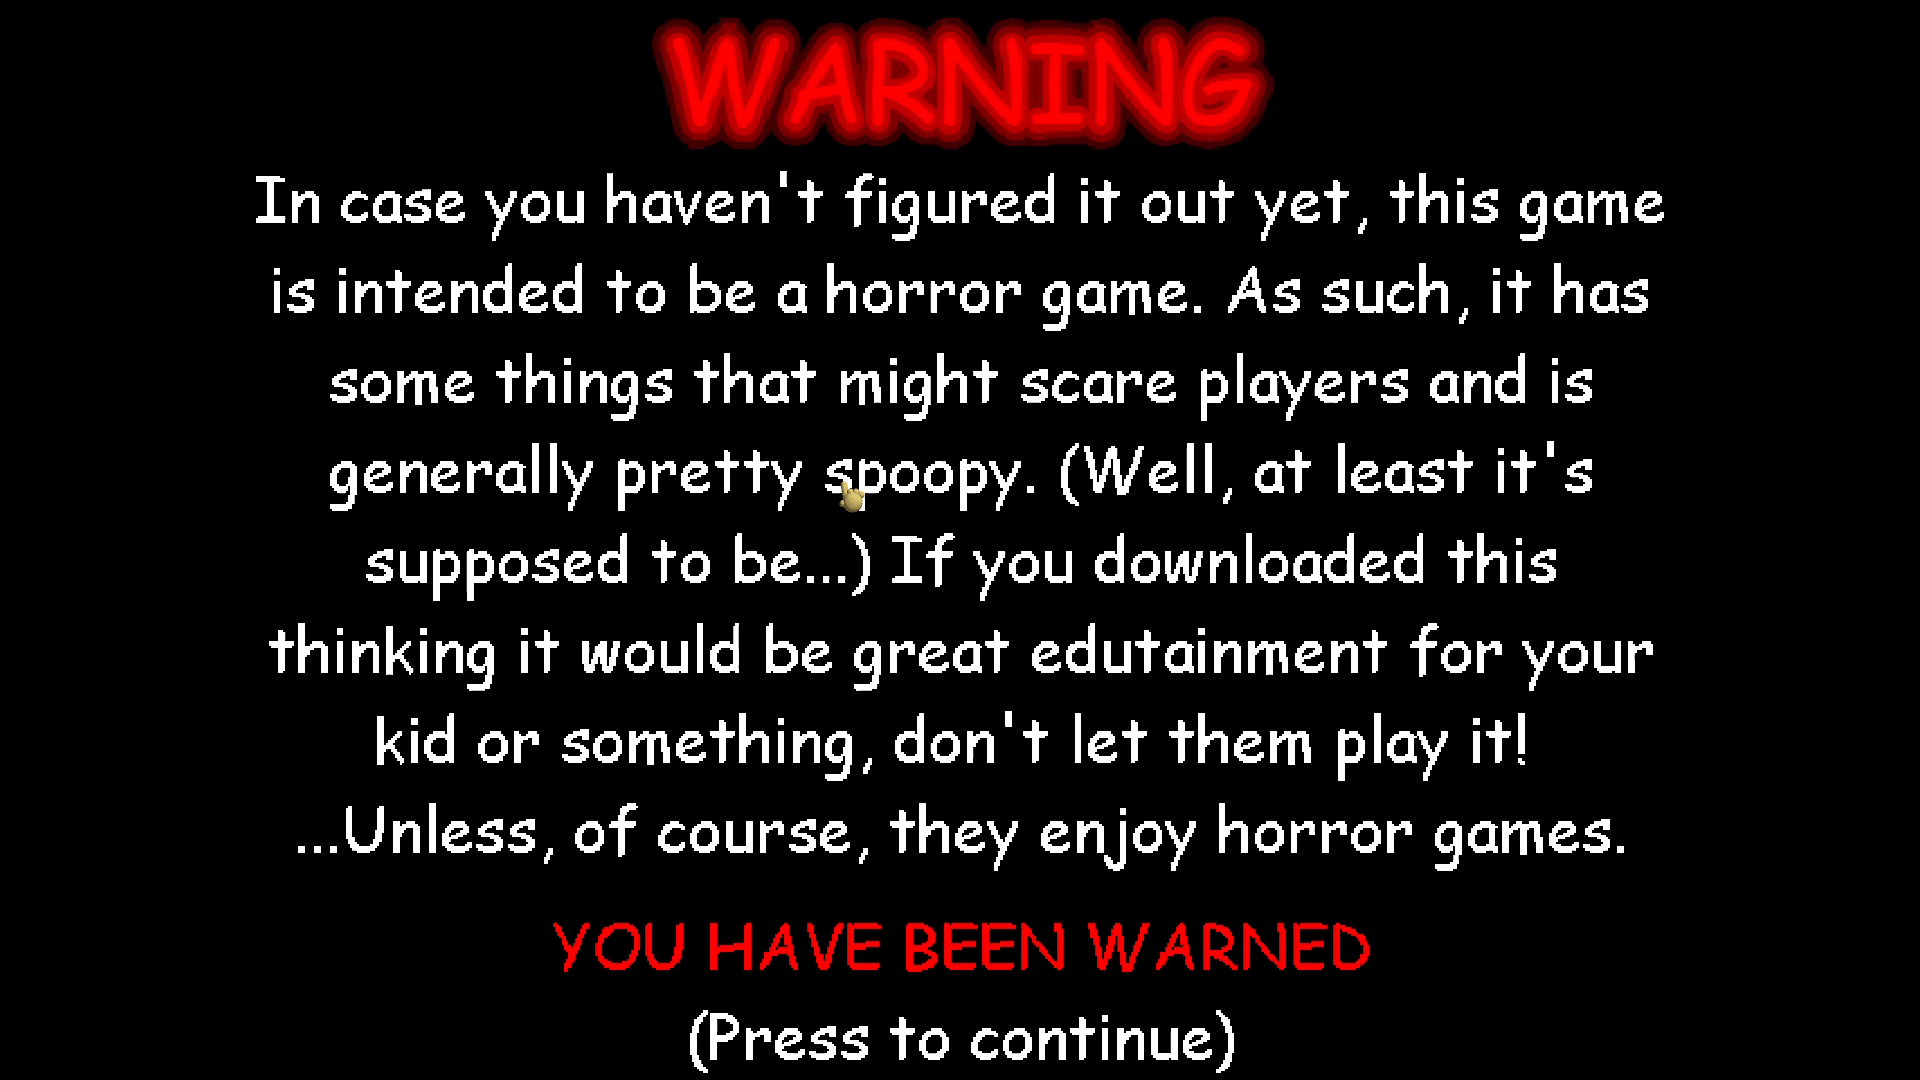 WARNING
In case you haven't figured it out yet, this game
is intended to be a horror game. As such, it has
some things that might scare players and is
generally pretty spoopy. (Well, at least it's
supposed to be...) If you downloaded this
thinking it would be great edutainment for your
kid or something, don't let them play it!
...Unless, of course, they enjoy horror games.
YOU HAVE BEEN WARNED
(Press to continue)